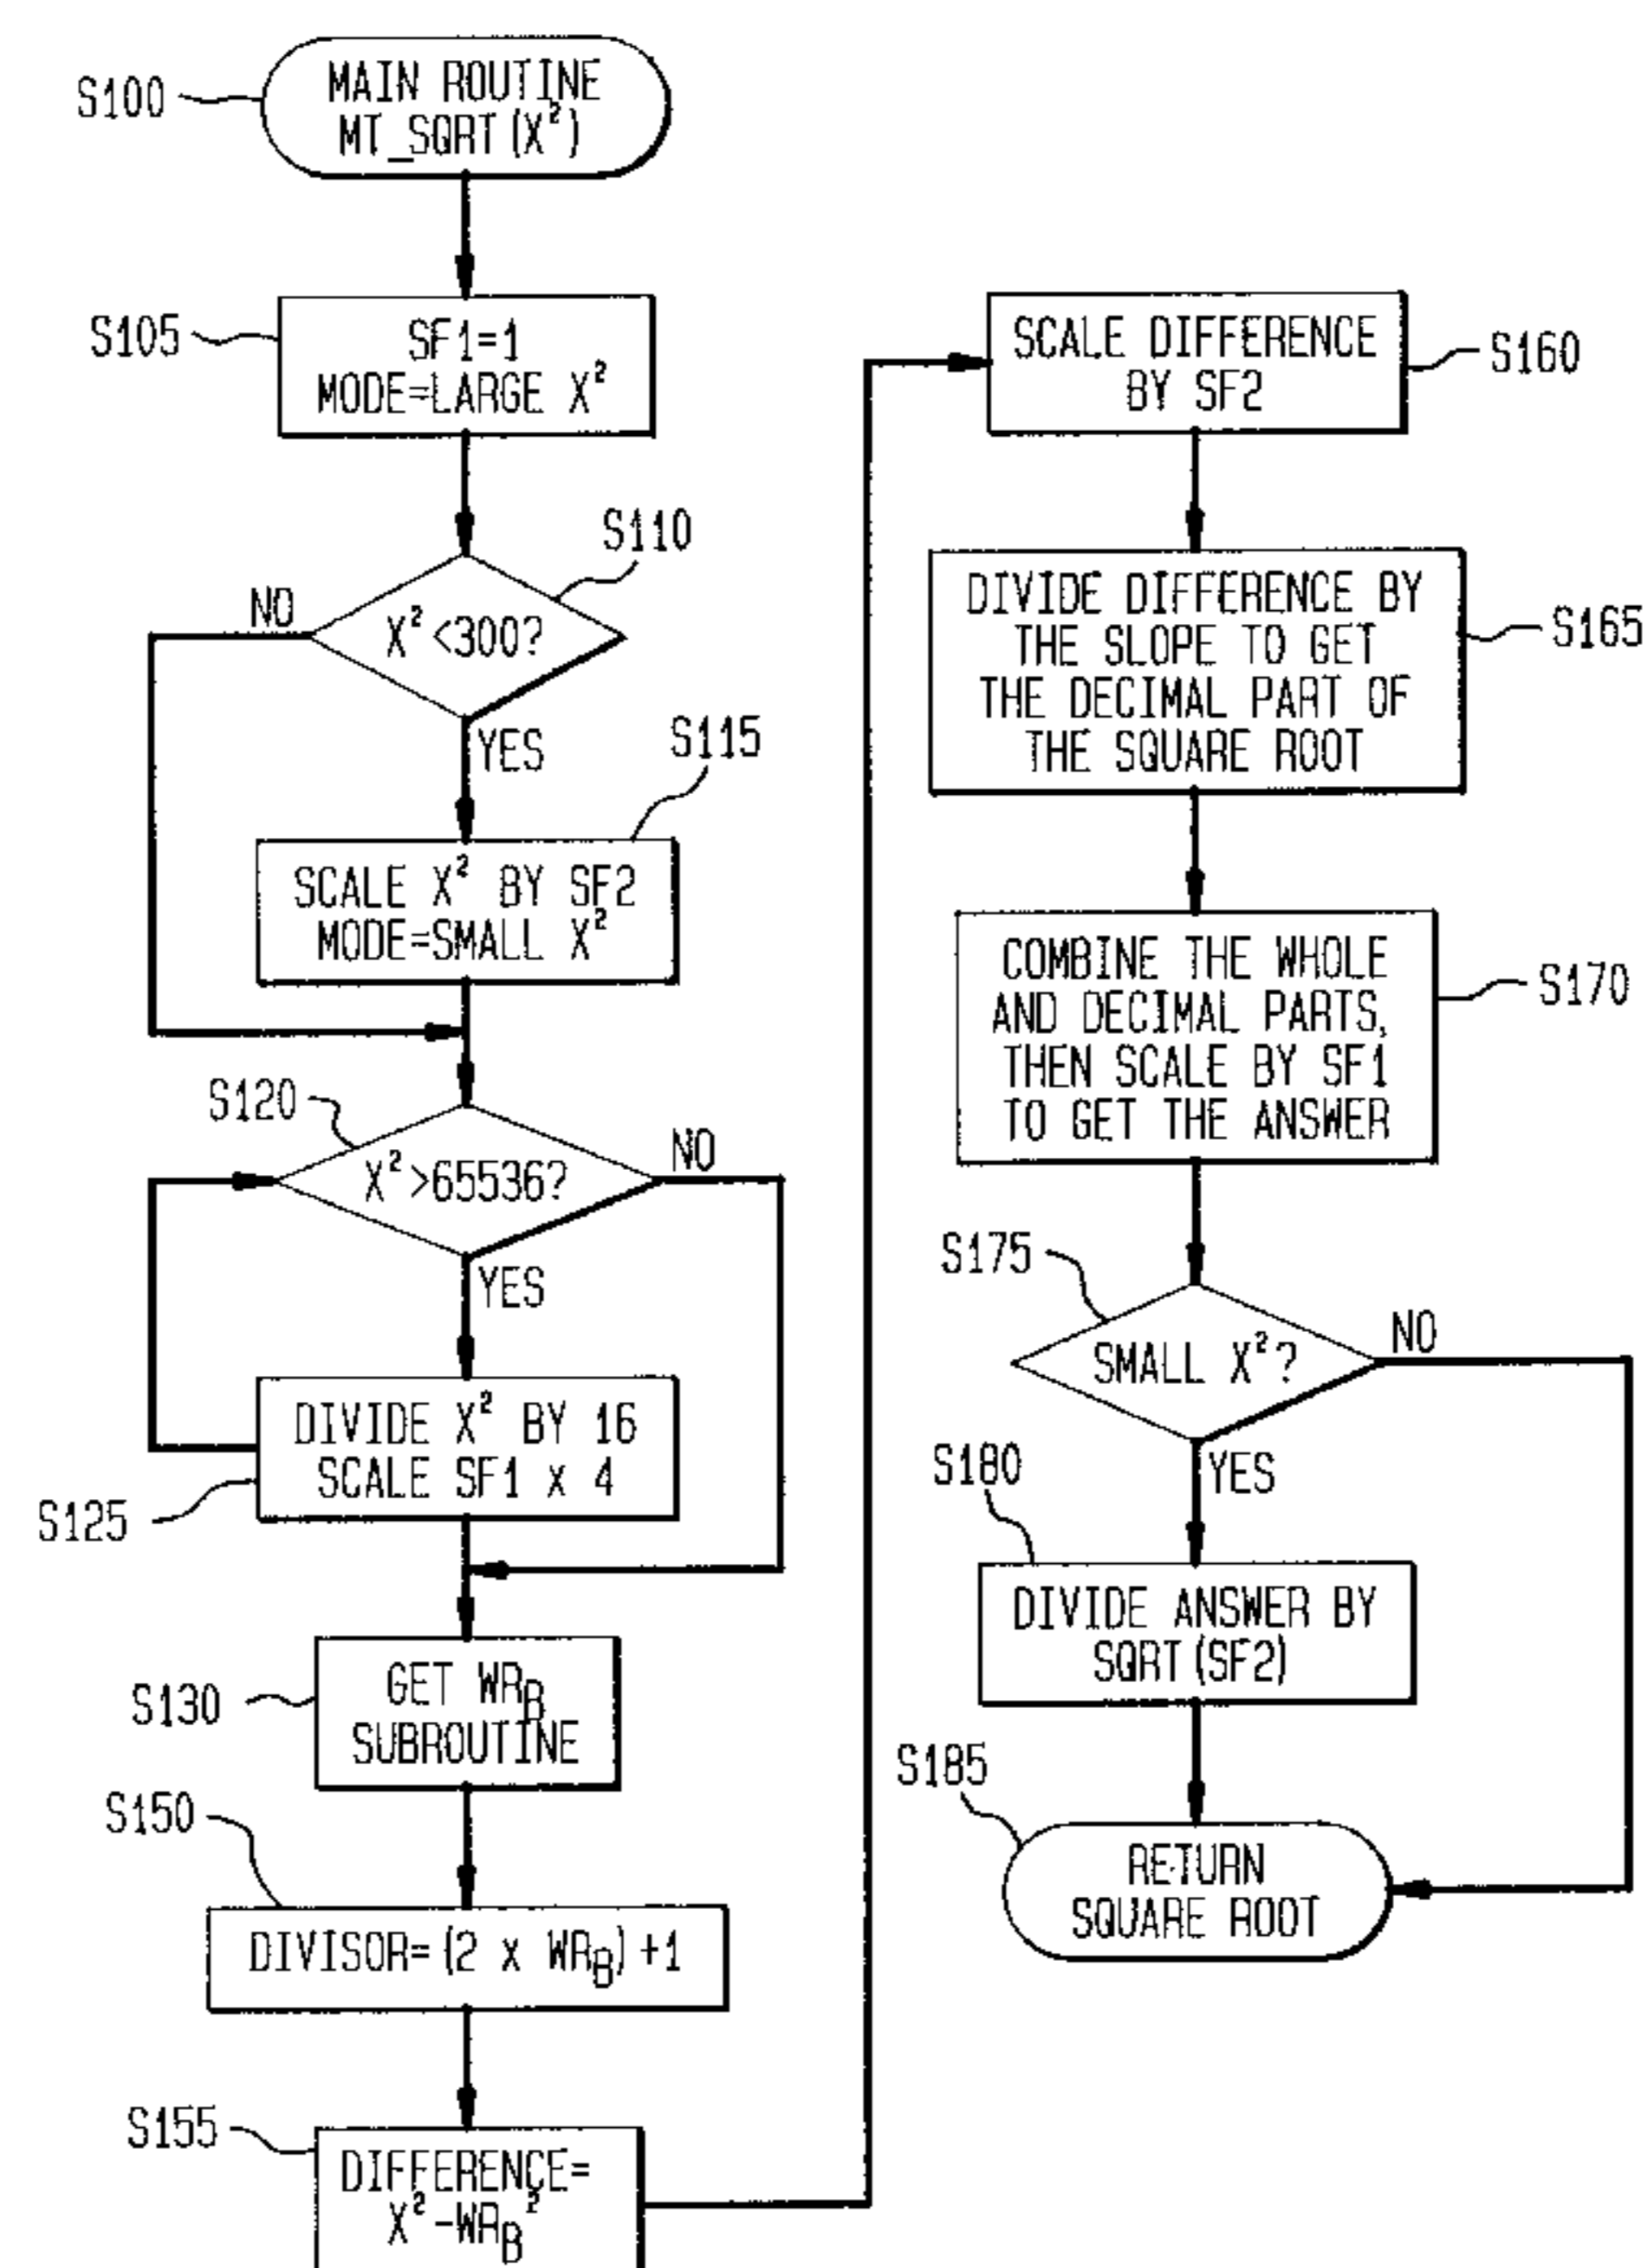 S100
MAIN ROUTINE
MT_SQRT(X²)
S105
SF1=1
MODE=LARGE X²
S110
NO
X²<300?
YES
S115
SCALE X² BY SF2
MODE=SMALL X²
S120
X²>65536?
NO
YES
DIVIDE X² BY 16
SCALE SF1 x 4
S125
S130
GET WR_B
SUBROUTINE
S150
DIVISOR=(2 x WR_B)+1
S155
DIFFERENCE=
X²-WR_B²
SCALE DIFFERENCE
BY SF2
S160
DIVIDE DIFFERENCE BY
THE SLOPE TO GET
THE DECIMAL PART OF
THE SQUARE ROOT
S165
COMBINE THE WHOLE
AND DECIMAL PARTS,
THEN SCALE BY SF1
TO GET THE ANSWER
S170
S175
SMALL X²?
NO
YES
S180
DIVIDE ANSWER BY
SQRT(SF2)
S185
RETURN
SQUARE ROOT